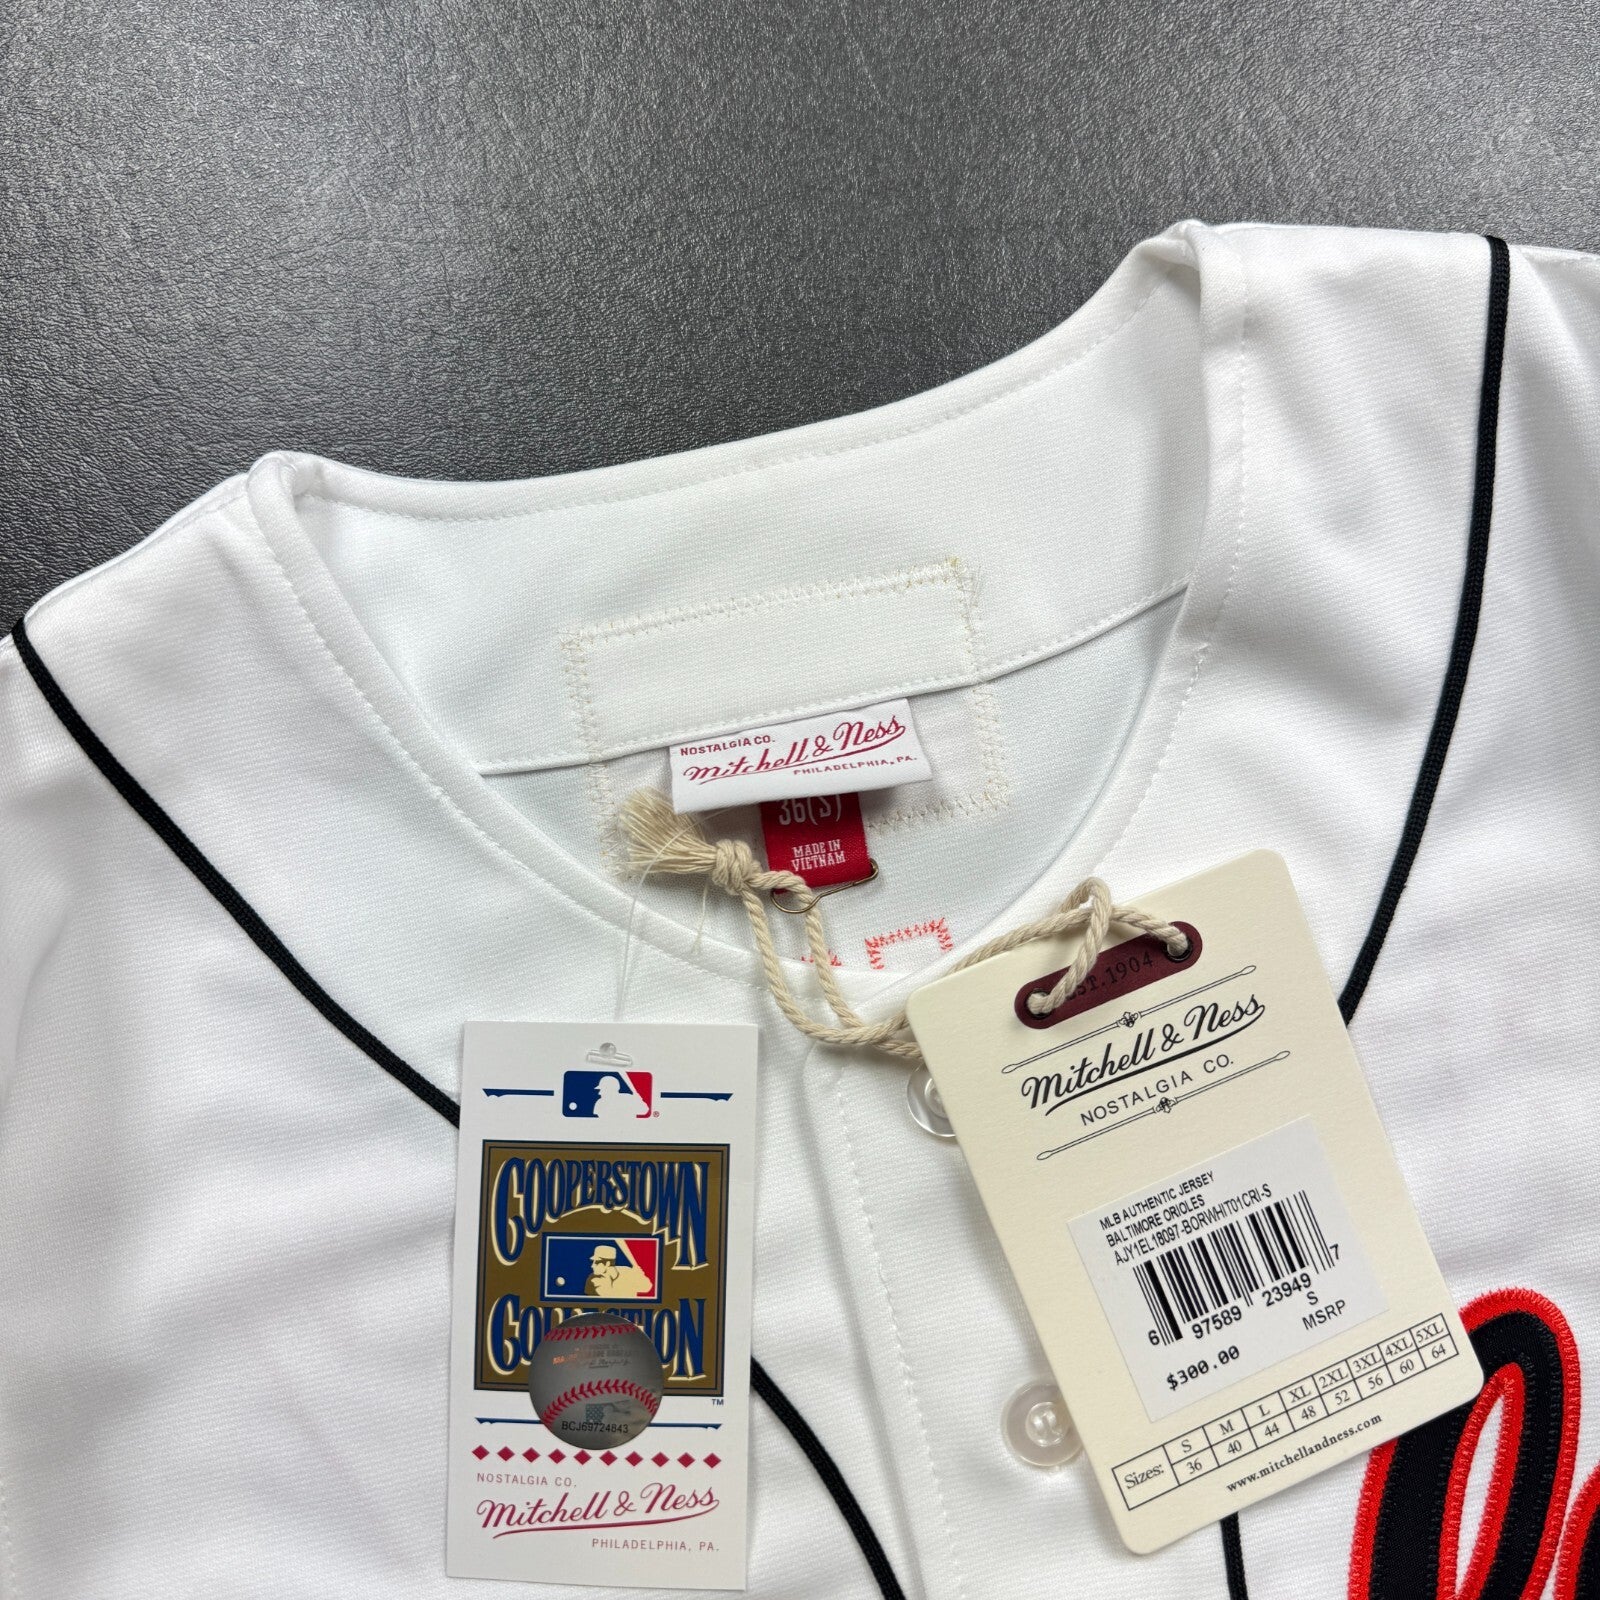 NOSTALGIA CO.
Mitchell & Ness
PHILADELPHIA, PA.
36(S)
MADE IN
VIETNAM
EST. 1904
Mitchell & Ness
NOSTALGIA CO.
MLB AUTHENTIC JERSEY
BALTIMORE ORIOLES
AJY1EL18097-BORWHIT01CRI-S
6 97589 23949 7
S
$300.00 MSRP
Sizes: S M L XL 2XL 3XL 4XL 5XL
36 40 44 48 52 56 60 64
www.mitchellandness.com
COOPERSTOWN
COLLECTION
TM
BCJ69724843
NOSTALGIA CO.
Mitchell & Ness
PHILADELPHIA, PA.